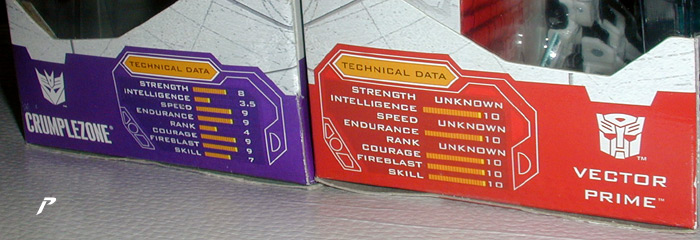 TECHNICAL DATA
STRENGTH 8
INTELLIGENCE 3.5
SPEED 9
ENDURANCE 9
RANK 4
COURAGE 9
FIREBLAST 9
SKILL 7
CRUMPLEZONE®
TECHNICAL DATA
STRENGTH UNKNOWN
INTELLIGENCE 10
SPEED UNKNOWN
ENDURANCE 10
RANK UNKNOWN
COURAGE 10
FIREBLAST 10
SKILL 10
TM
VECTOR
PRIME™
P